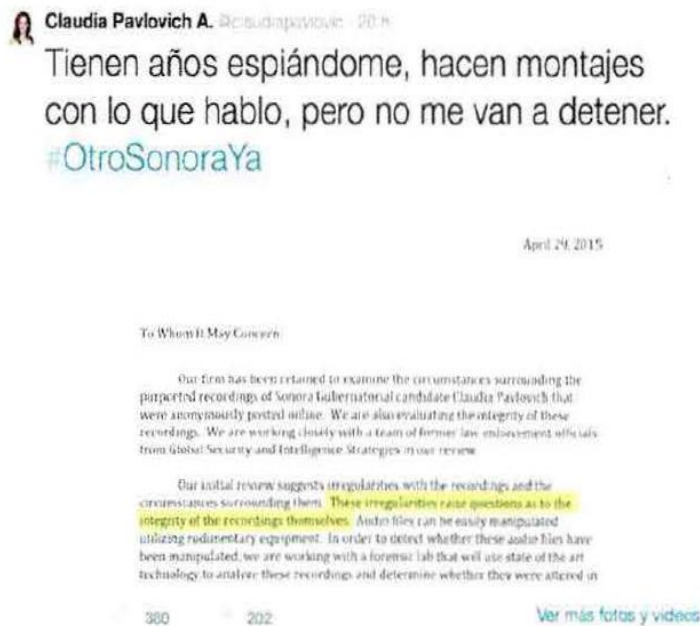 Claudia Pavlovich A. @claudiapavlovic · 20 h
Tienen años espiándome, hacen montajes
con lo que hablo, pero no me van a detener.
#OtroSonoraYa
April 29, 2015
To Whom It May Concern:
Our firm has been retained to examine the circumstances surrounding the
purported recordings of Sonora Gubernatorial candidate Claudia Pavlovich that
were anonymously posted online. We are also evaluating the integrity of these
recordings. We are working closely with a team of former law enforcement officials
from Global Security and Intelligence Strategies in our review
Our initial review suggests irregularities with the recordings and the
circumstances surrounding them. These irregularities raise questions as to the
integrity of the recordings themselves. Audio files can be easily manipulated
utilizing rudimentary equipment. In order to detect whether these audio files have
been manipulated, we are working with a forensic lab that will use state of the art
technology to analyze these recordings and determine whether they were altered in
380 202 Ver más fotos y videos